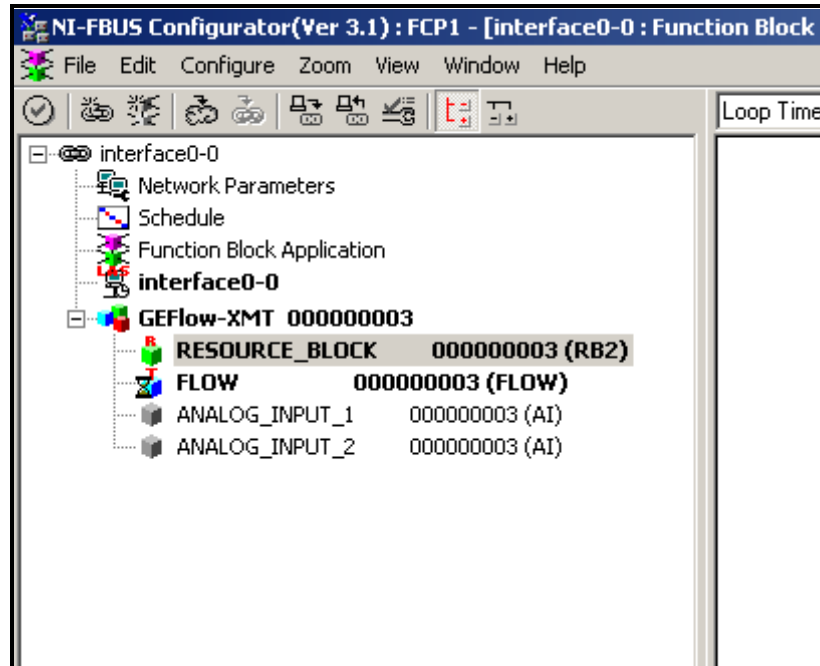 NI-FBUS Configurator(Ver 3.1) : FCP1 - [interface0-0 : Function Block
File Edit Configure Zoom View Window Help
Loop Time
interface0-0
Network Parameters
Schedule
Function Block Application
LAS
interface0-0
GEFlow-XMT 000000003
R
RESOURCE_BLOCK 000000003 (RB2)
T
FLOW 000000003 (FLOW)
ANALOG_INPUT_1 000000003 (AI)
ANALOG_INPUT_2 000000003 (AI)